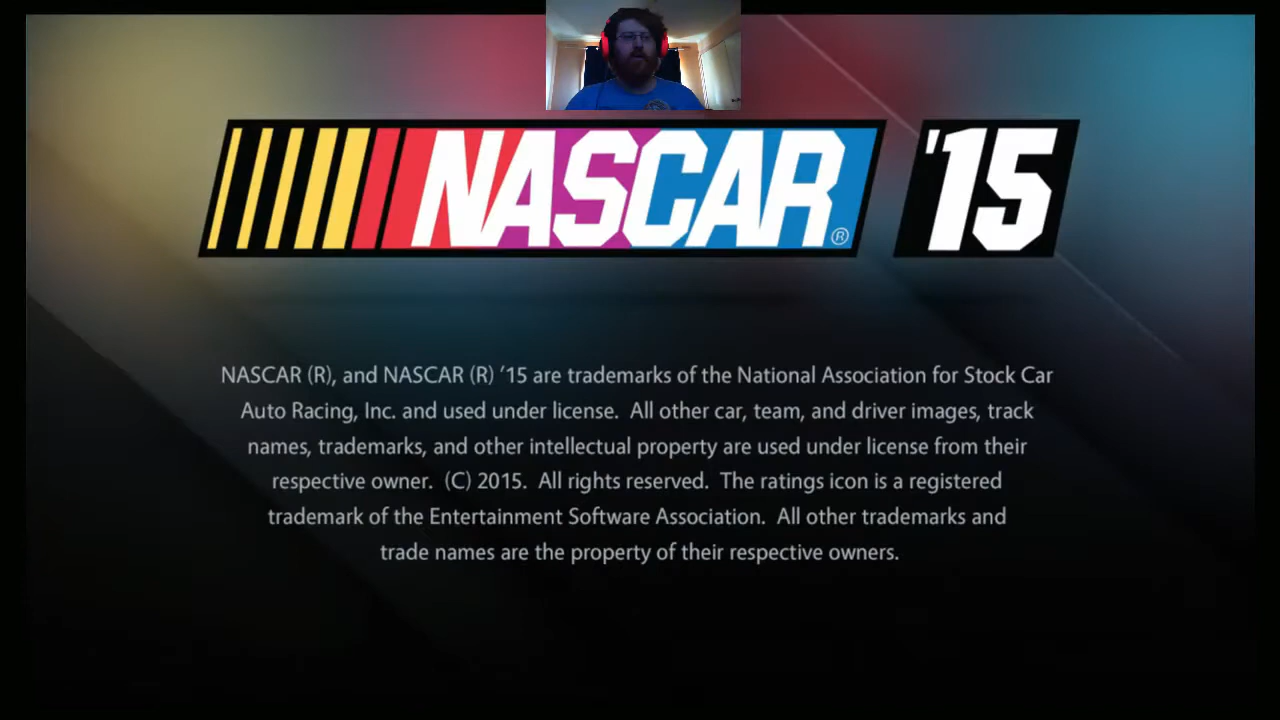 NASCAR® '15
NASCAR (R), and NASCAR (R) '15 are trademarks of the National Association for Stock Car
Auto Racing, Inc. and used under license.  All other car, team, and driver images, track
names, trademarks, and other intellectual property are used under license from their
respective owner.  (C) 2015.  All rights reserved.  The ratings icon is a registered
trademark of the Entertainment Software Association.  All other trademarks and
trade names are the property of their respective owners.